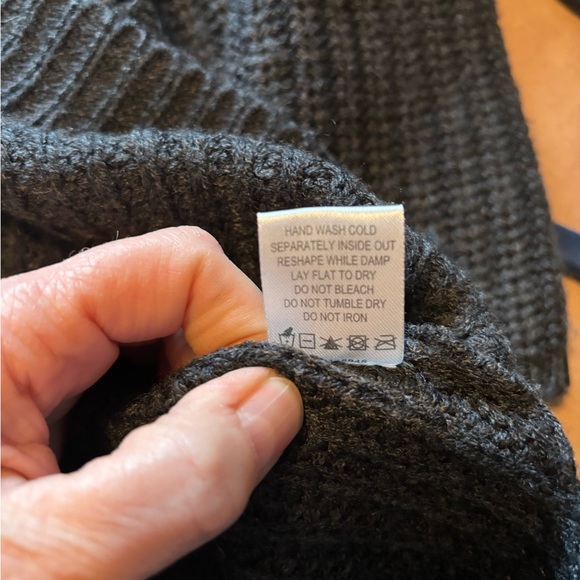 HAND WASH COLD
SEPARATELY INSIDE OUT
RESHAPE WHILE DAMP
LAY FLAT TO DRY
DO NOT BLEACH
DO NOT TUMBLE DRY
DO NOT IRON